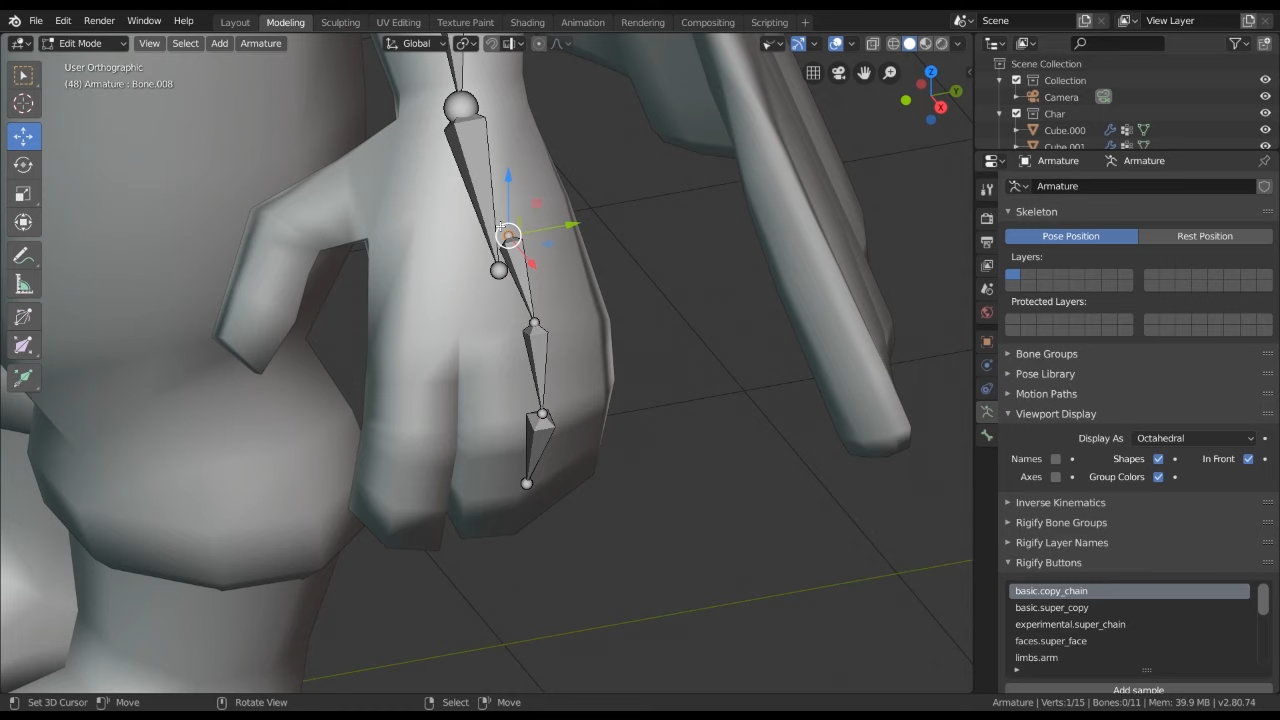 File Edit Render Window Help Layout Modeling Sculpting UV Editing Texture Paint Shading Animation Rendering Compositing Scripting + Scene View Layer
Edit Mode View Select Add Armature Global
User Orthographic
(48) Armature : Bone.008
Z
Y
X
Scene Collection
Collection
Camera
Char
Cube.000
Cube.001
Armature Armature
Armature
Skeleton
Pose Position Rest Position
Layers:
Protected Layers:
Bone Groups
Pose Library
Motion Paths
Viewport Display
Display As Octahedral
Names Shapes In Front
Axes Group Colors
Inverse Kinematics
Rigify Bone Groups
Rigify Layer Names
Rigify Buttons
basic.copy_chain
basic.super_copy
experimental.super_chain
faces.super_face
limbs.arm
Add sample
Set 3D Cursor Move Rotate View Select Move Armature | Verts:1/15 | Bones:0/11 | Mem: 39.9 MB | v2.80.74